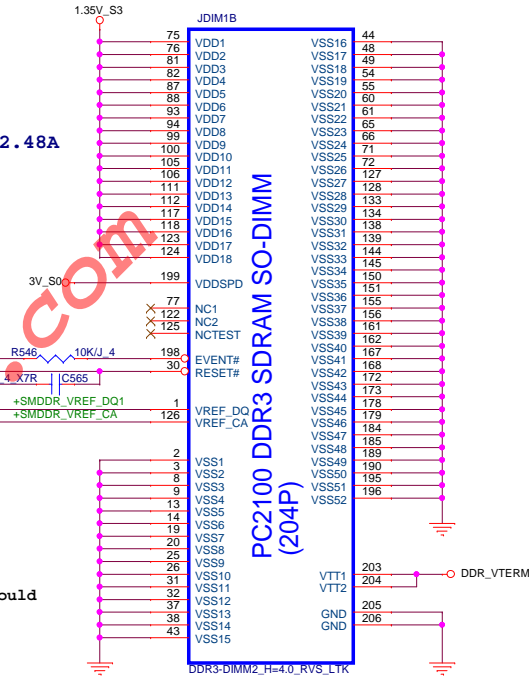 1.35V_S3
JDIM1B
75 VDD1 VSS16 44
76 VDD2 VSS17 48
81 VDD3 VSS18 49
82 VDD4 VSS19 54
87 VDD5 VSS20 55
88 VDD6 VSS21 60
93 VDD7 VSS22 61
94 VDD8 VSS23 65
2.48A
99 VDD9 VSS24 66
100 VDD10 VSS25 71
105 VDD11 VSS26 72
106 VDD12 VSS27 127
111 VDD13 VSS28 128
112 VDD14 VSS29 133
117 VDD15 VSS30 134
118 VDD16 VSS31 138
123 VDD17 VSS32 139
124 VDD18 VSS33 144
VSS34 145
3V_S0 199 VDDSPD VSS35 150
VSS36 151
77 NC1 VSS37 155
122 NC2 VSS38 156
125 NCTEST VSS39 161
VSS40 162
R546 10K/J_4 198 EVENT# VSS41 167
30 RESET# VSS42 168
4_X7R C565 VSS43 172
VSS44 173
+SMDDR_VREF_DQ1 1 VREF_DQ VSS45 178
+SMDDR_VREF_CA 126 VREF_CA VSS46 179
VSS47 184
VSS48 185
2 VSS1 VSS49 189
3 VSS2 VSS50 190
8 VSS3 VSS51 195
9 VSS4 VSS52 196
13 VSS5
14 VSS6
19 VSS7
20 VSS8
25 VSS9
26 VSS10 VTT1 203 DDR_VTERM
31 VSS11 VTT2 204
32 VSS12
ould
37 VSS13 GND 205
38 VSS14 GND 206
43 VSS15
PC2100 DDR3 SDRAM SO-DIMM
(204P)
DDR3-DIMM2_H=4.0_RVS_LTK
.com